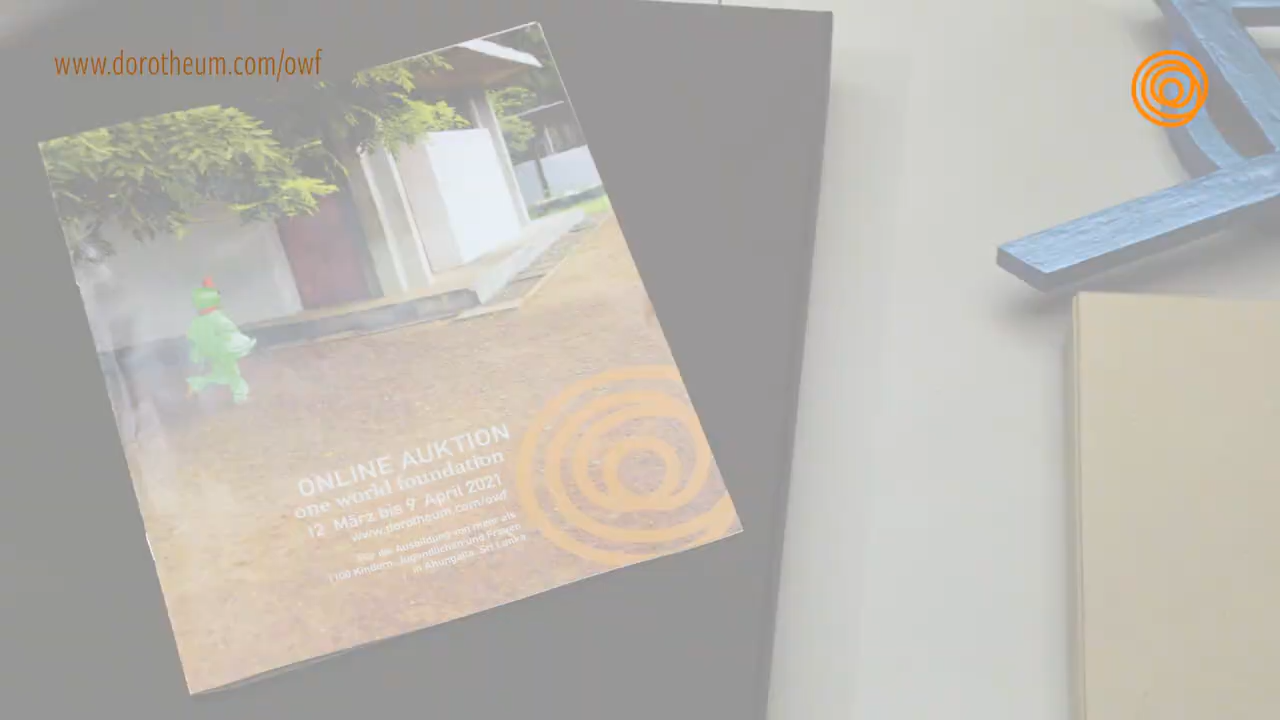 www.dorotheum.com/owf
ONLINE AUKTION
one world foundation
12. März bis 9. April 2021
www.dorotheum.com/owf
für die Ausbildung von mehr als
1100 Kindern, Jugendlichen und Frauen
in Ahungalla, Sri Lanka